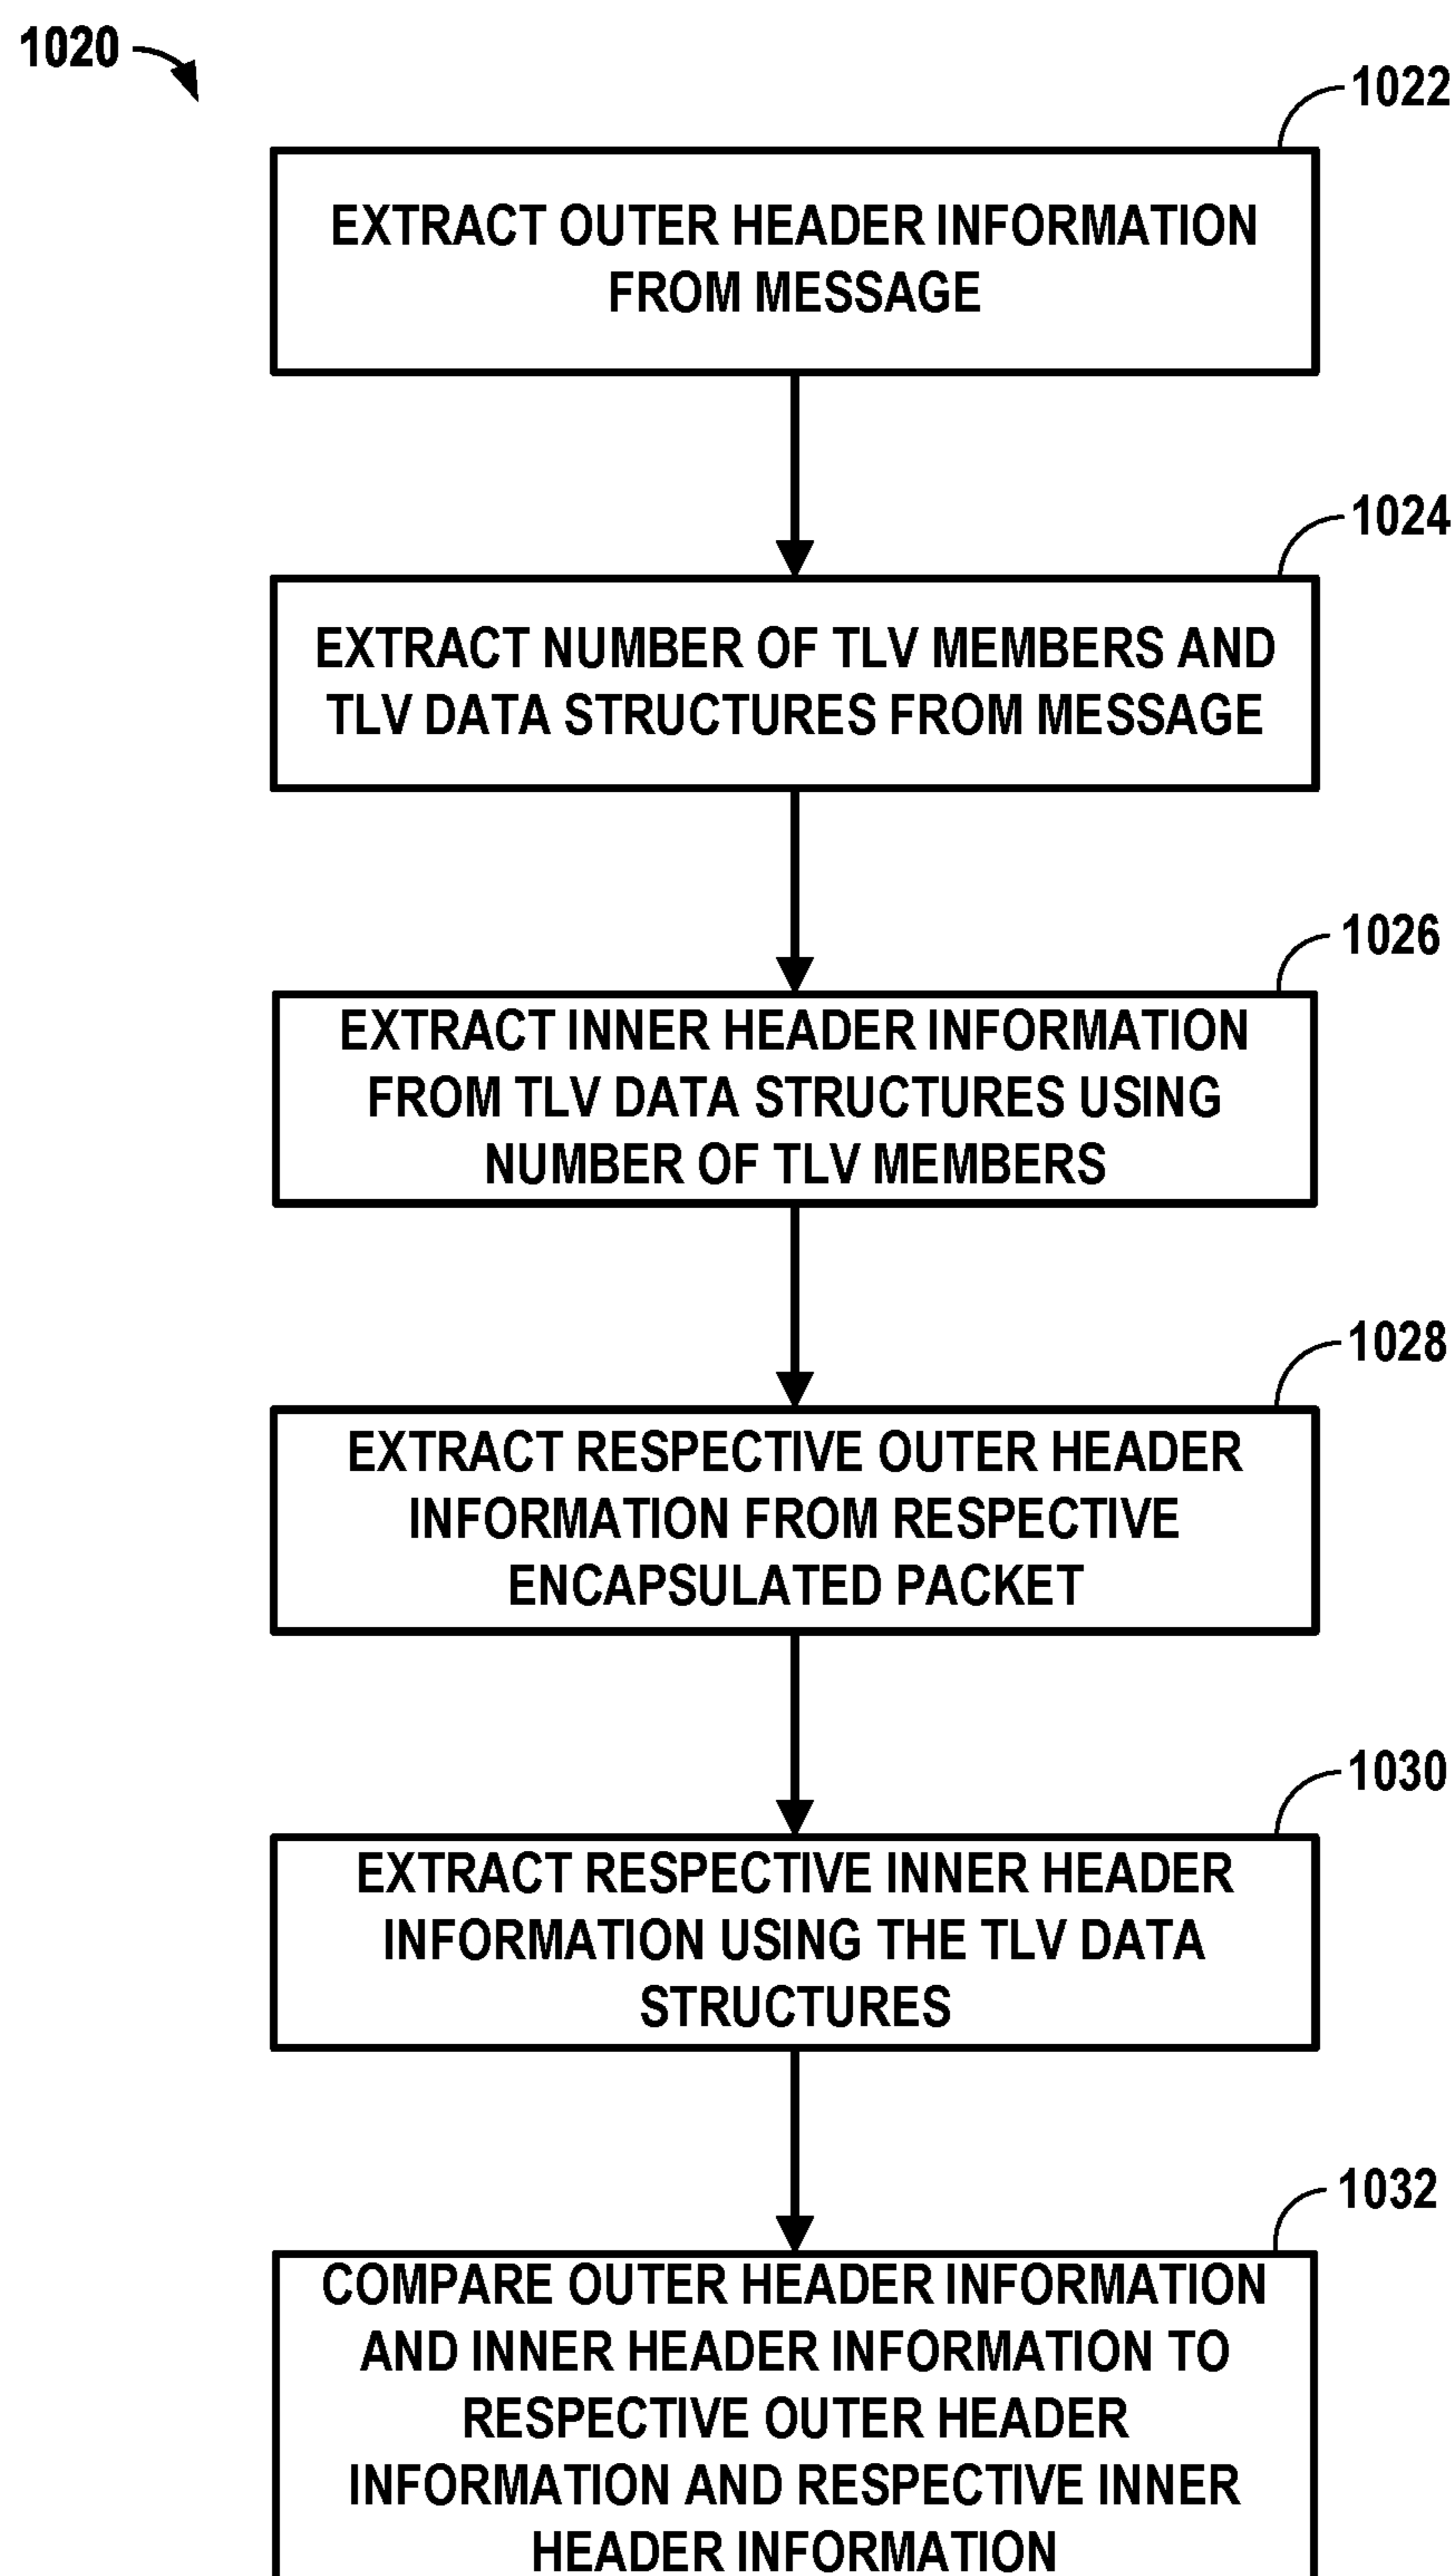 1020
1022
EXTRACT OUTER HEADER INFORMATION
FROM MESSAGE
1024
EXTRACT NUMBER OF TLV MEMBERS AND
TLV DATA STRUCTURES FROM MESSAGE
1026
EXTRACT INNER HEADER INFORMATION
FROM TLV DATA STRUCTURES USING
NUMBER OF TLV MEMBERS
1028
EXTRACT RESPECTIVE OUTER HEADER
INFORMATION FROM RESPECTIVE
ENCAPSULATED PACKET
1030
EXTRACT RESPECTIVE INNER HEADER
INFORMATION USING THE TLV DATA
STRUCTURES
1032
COMPARE OUTER HEADER INFORMATION
AND INNER HEADER INFORMATION TO
RESPECTIVE OUTER HEADER
INFORMATION AND RESPECTIVE INNER
HEADER INFORMATION